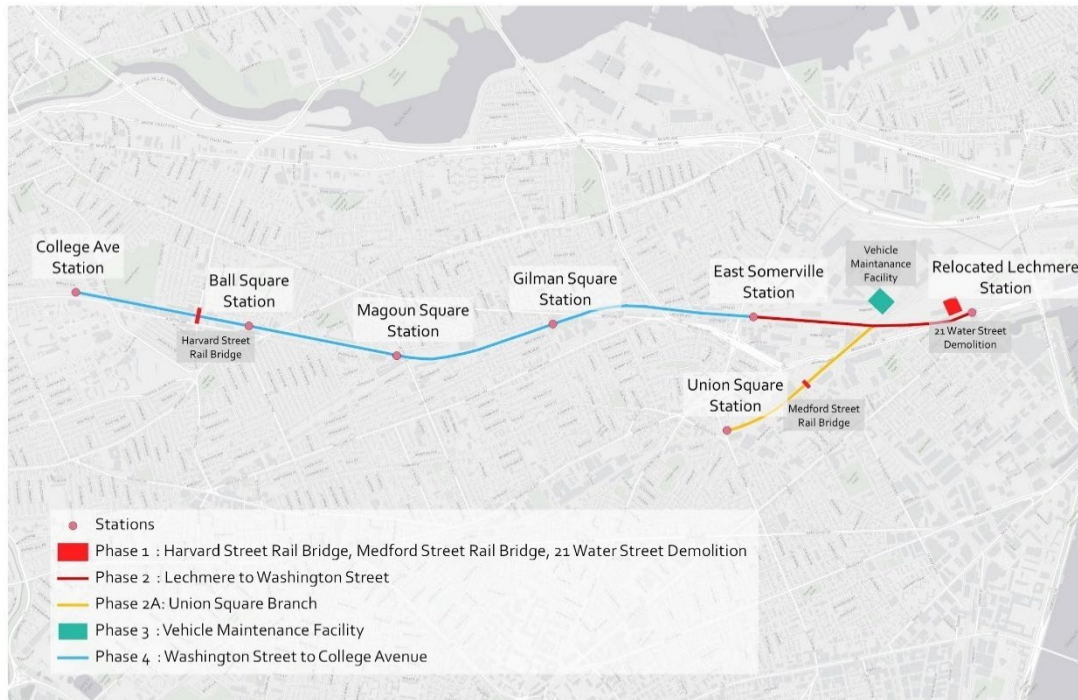 College Ave
Station
Ball Square
Station
Harvard Street
Rail Bridge
Magoun Square
Station
Gilman Square
Station
East Somerville
Station
Vehicle
Maintanance
Facility
Relocated Lechmere
Station
21 Water Street
Demolition
Union Square
Station
Medford Street
Rail Bridge
Stations
Phase 1 : Harvard Street Rail Bridge, Medford Street Rail Bridge, 21 Water Street Demolition
Phase 2 : Lechmere to Washington Street
Phase 2A: Union Square Branch
Phase 3 : Vehicle Maintenance Facility
Phase 4 : Washington Street to College Avenue